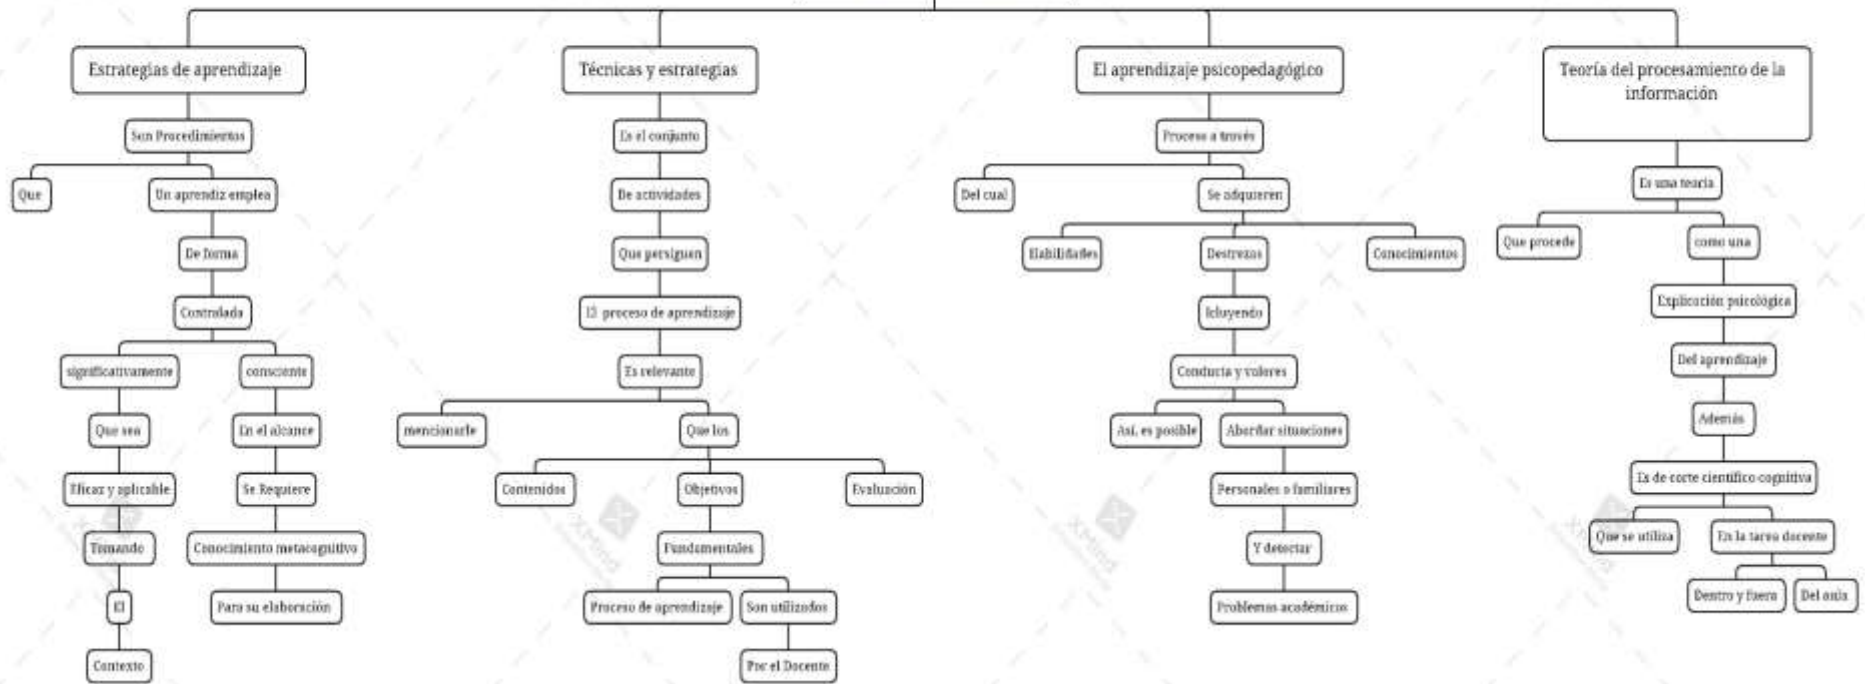 Estrategias de aprendizaje
Son Procedimientos
Que
Un aprendiz emplea
De forma
Controlada
significativamente
consciente
Que sea
En el alcance
Eficaz y aplicable
Se Requiere
Tomando
Conocimiento metacognitivo
El
Para su elaboración
Contexto
Técnicas y estrategias
Es el conjunto
De actividades
Que persiguen
El proceso de aprendizaje
Es relevante
mencionarle
Que los
Contenidos
Objetivos
Evaluación
Fundamentales
Proceso de aprendizaje
Son utilizados
Por el Docente
El aprendizaje psicopedagógico
Proceso a través
Del cual
Se adquieren
Habilidades
Destrezas
Conocimientos
Icluyendo
Conducta y valores
Así, es posible
Abordar situaciones
Personales o familiares
Y detectar
Problemas académicos
Teoría del procesamiento de la
información
Es una teoría
Que procede
como una
Explicación psicológica
Del aprendizaje
Además
Es de corte científico cognitiva
Que se utiliza
En la tarea docente
Dentro y fuera
Del aula
XMind
XMind
XMind
XMind